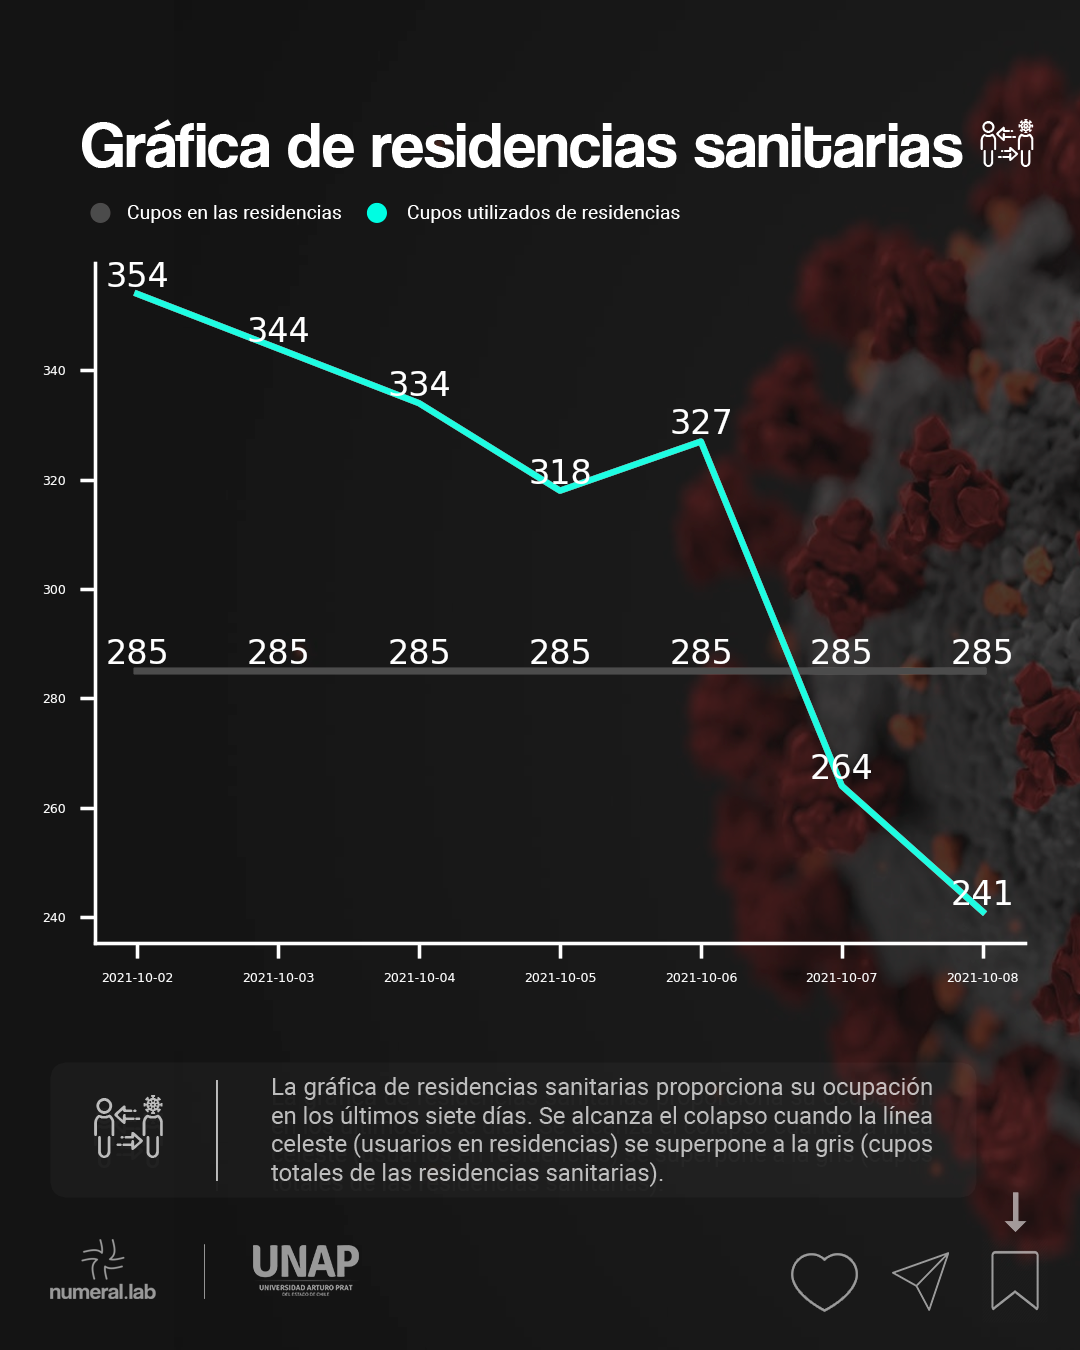 Gráfica de residencias sanitarias
Cupos en las residencias
Cupos utilizados de residencias
354
344
340
334
327
320
318
300
285 285 285 285 285 285 285
280
264
260
241
240
2021-10-02 2021-10-03 2021-10-04 2021-10-05 2021-10-06 2021-10-07 2021-10-08
La gráfica de residencias sanitarias proporciona su ocupación
en los últimos siete días. Se alcanza el colapso cuando la línea
celeste (usuarios en residencias) se superpone a la gris (cupos
totales de las residencias sanitarias).
numeral.lab
UNAP
UNIVERSIDAD ARTURO PRAT
DEL ESTADO DE CHILE